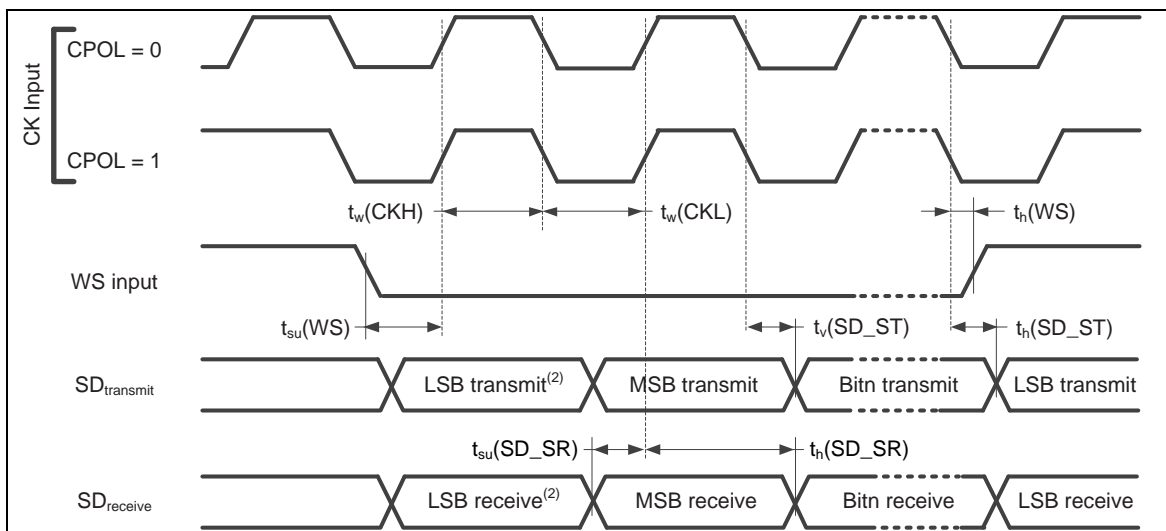 CK Input
CPOL = 0
CPOL = 1
tw(CKH)
tw(CKL)
th(WS)
WS input
tsu(WS)
tv(SD_ST)
th(SD_ST)
SDtransmit
LSB transmit(2)
MSB transmit
Bitn transmit
LSB transmit
tsu(SD_SR)
th(SD_SR)
SDreceive
LSB receive(2)
MSB receive
Bitn receive
LSB receive